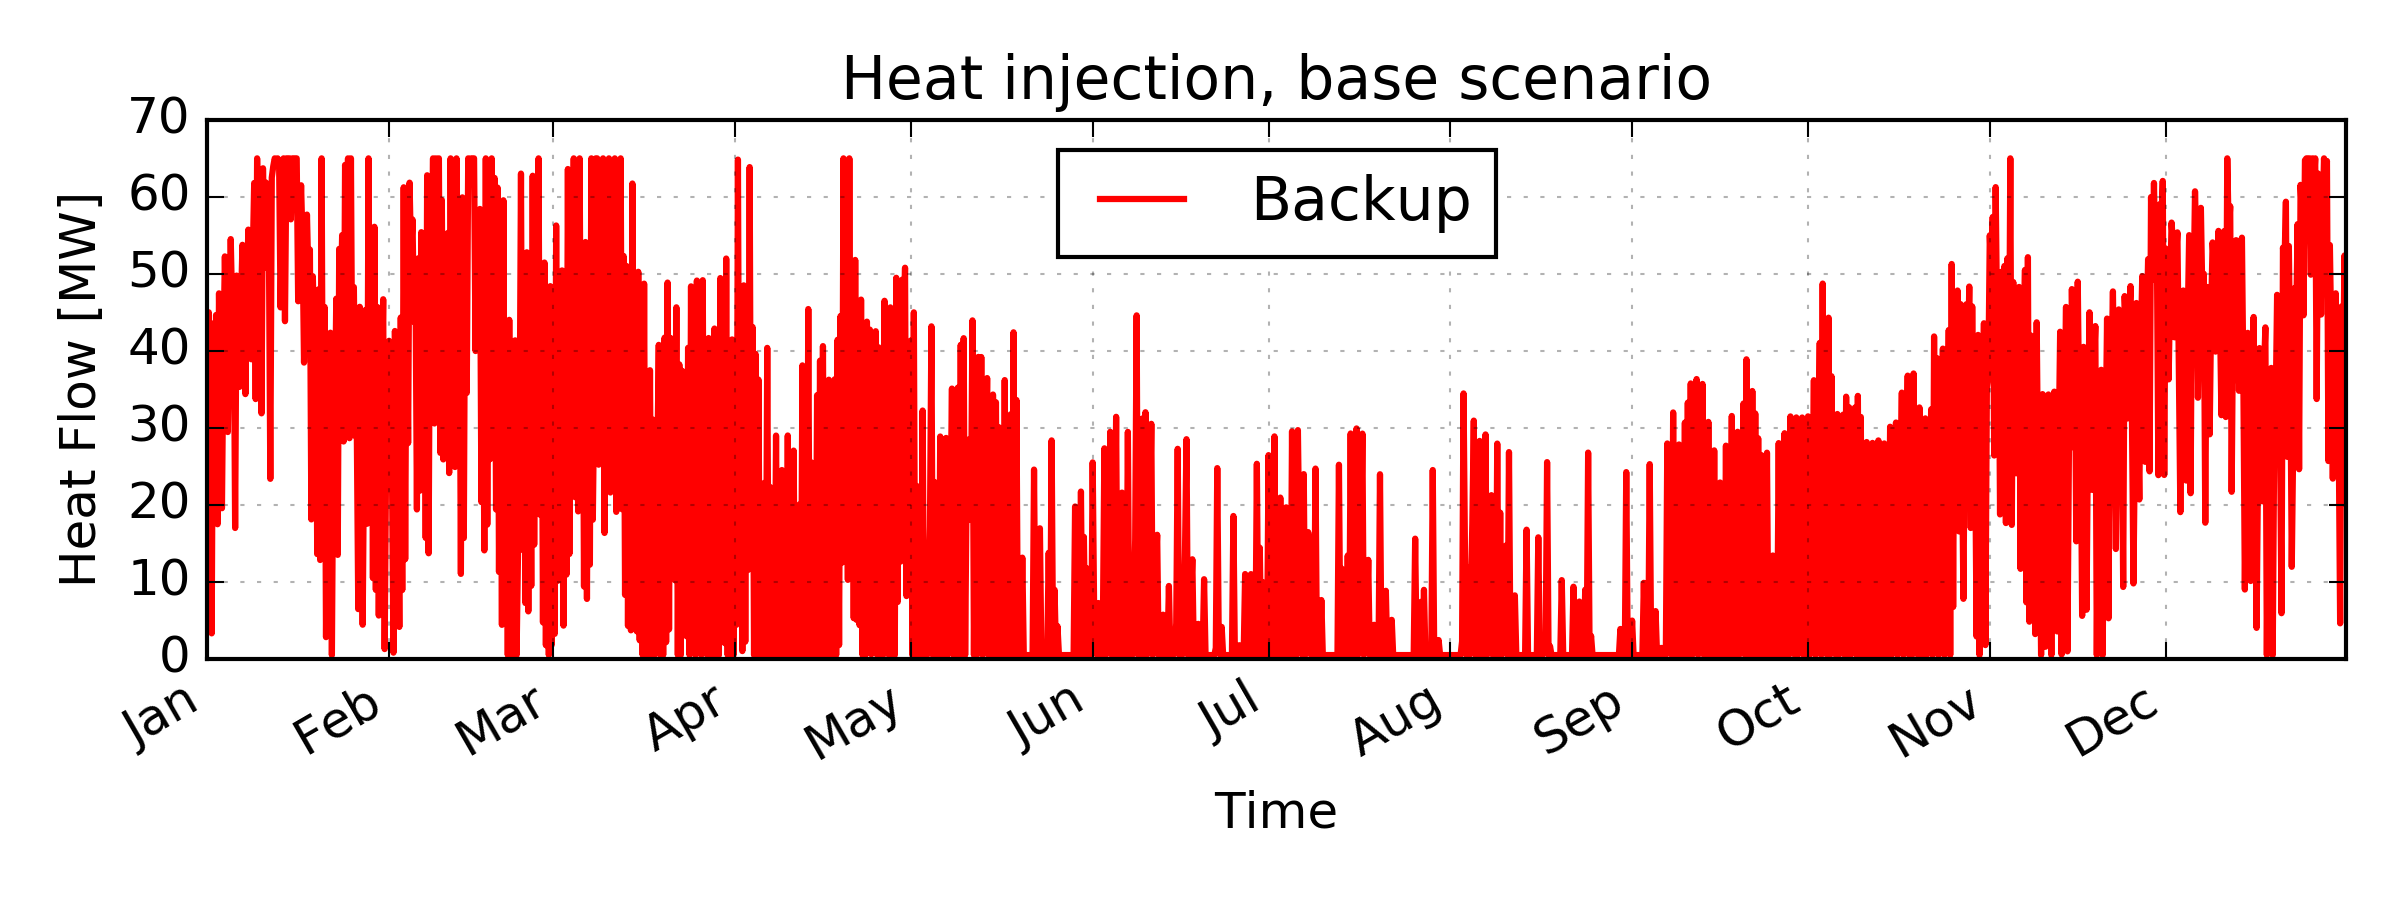 Heat injection, base scenario
Heat Flow [MW]
70
60
50
40
30
20
10
0
Backup
Jan
Feb
Mar
Apr
May
Jun
Jul
Aug
Sep
Oct
Nov
Dec
Time